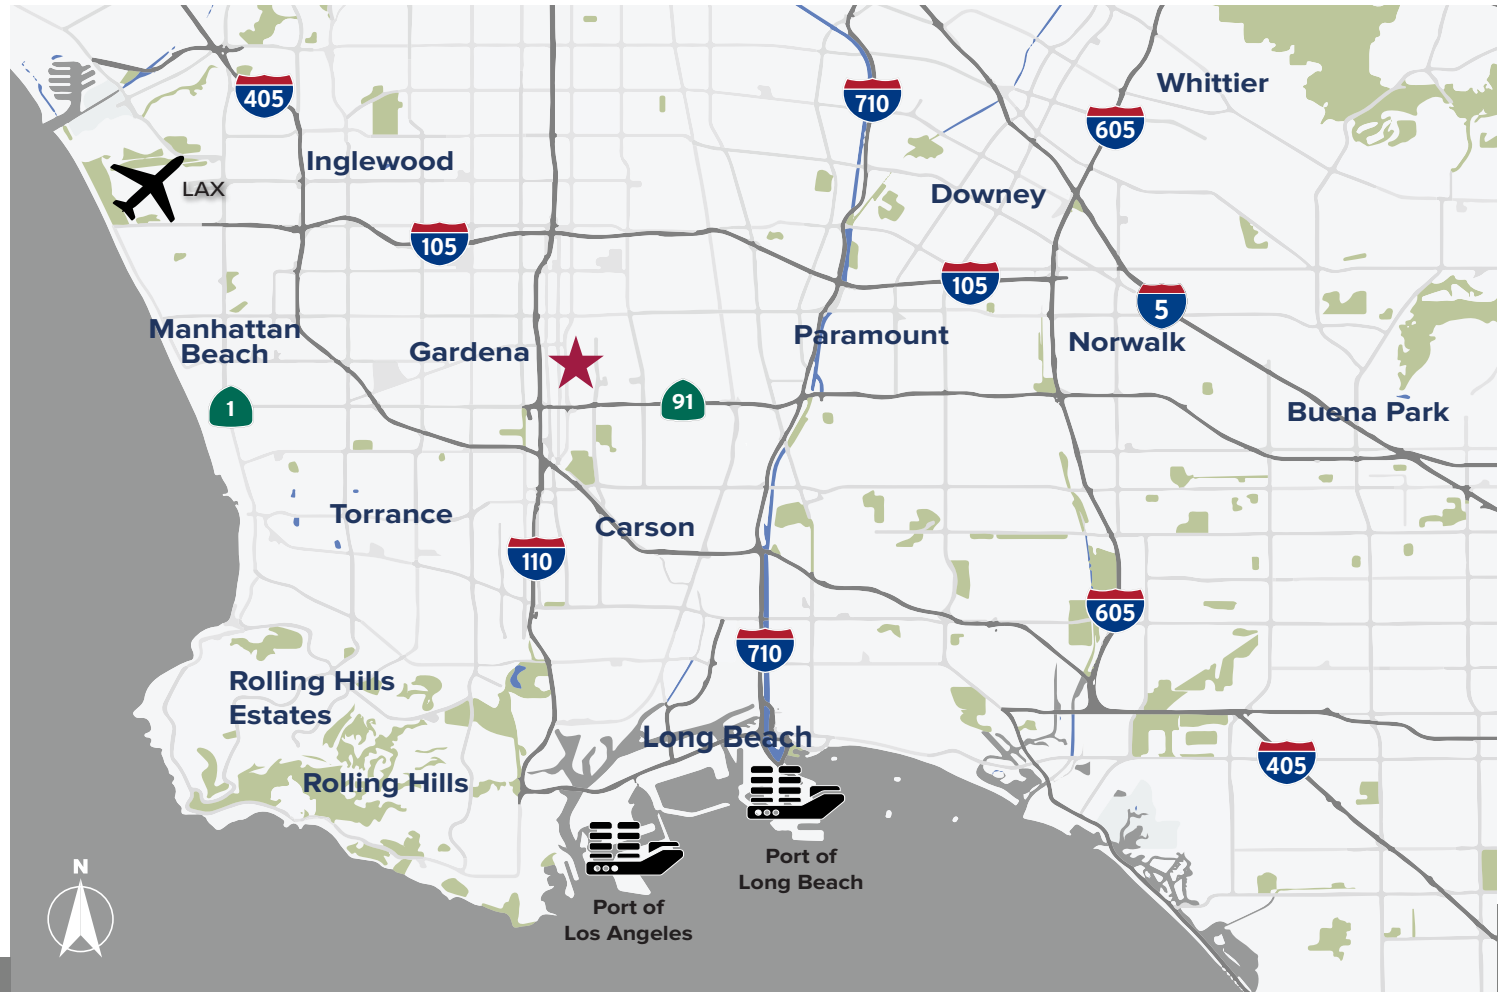 Whittier
405
710
605
Inglewood
LAX
Downey
105
105
5
Manhattan
Beach
Gardena
Paramount
Norwalk
1
91
Buena Park
Torrance
Carson
110
605
710
Rolling Hills
Estates
Long Beach
405
Rolling Hills
Port of
Long Beach
N
Port of
Los Angeles